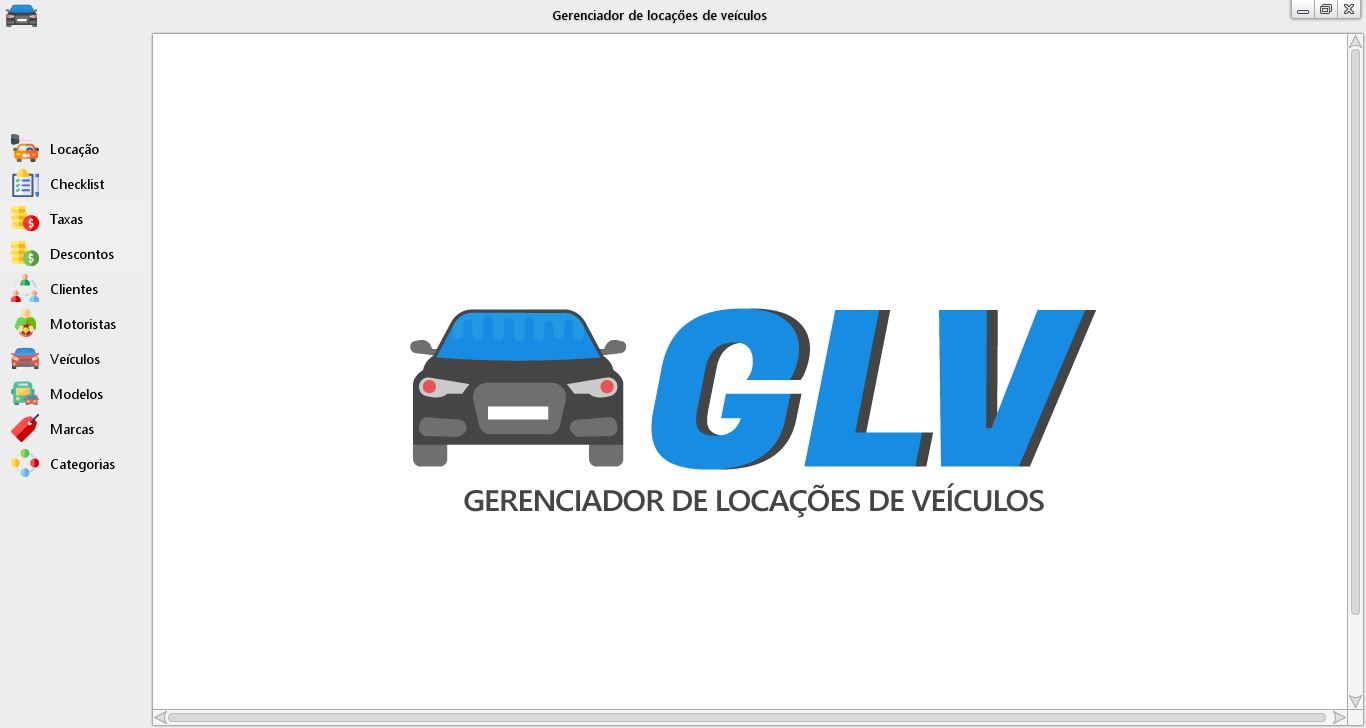 Gerenciador de locações de veículos
Locação
Checklist
Taxas
Descontos
Clientes
Motoristas
Veículos
Modelos
Marcas
Categorias
GLV
GERENCIADOR DE LOCAÇÕES DE VEÍCULOS